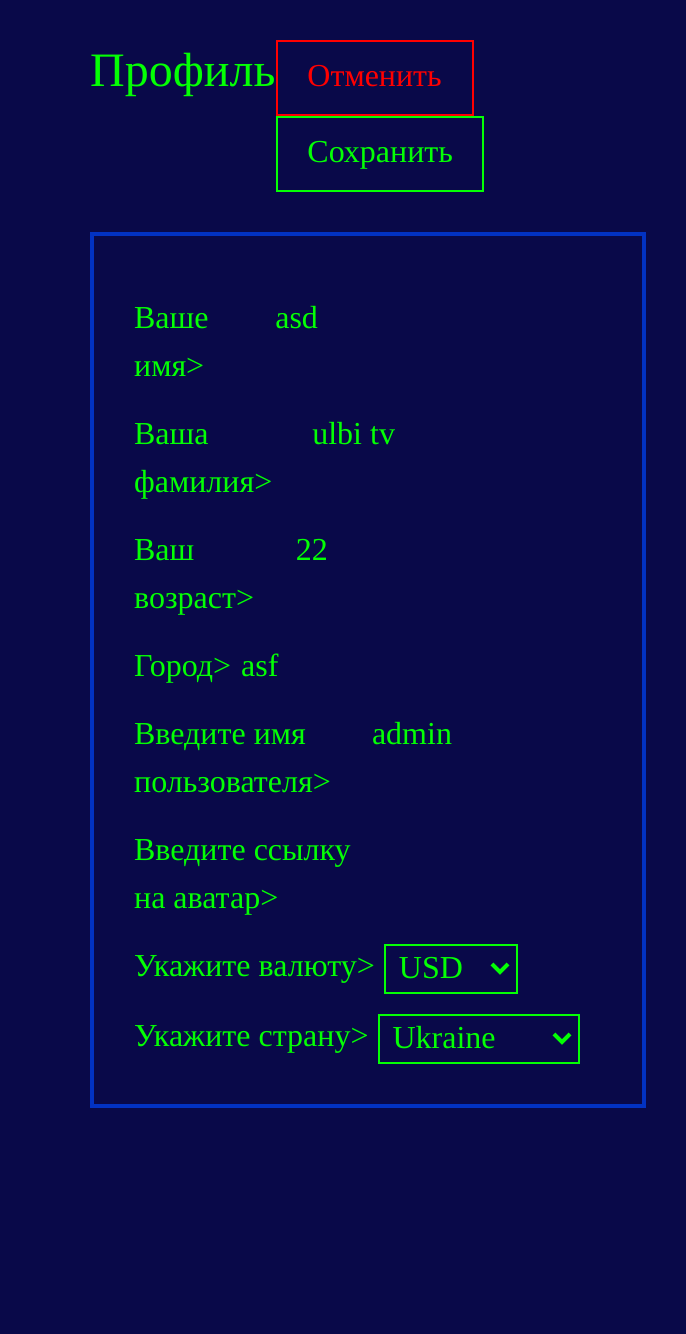 Профиль Отменить
Сохранить
Ваше asd
имя>
Ваша ulbi tv
фамилия>
Ваш 22
возраст>
Город> asf
Введите имя admin
пользователя>
Введите ссылку
на аватар>
Укажите валюту> USD
Укажите страну> Ukraine